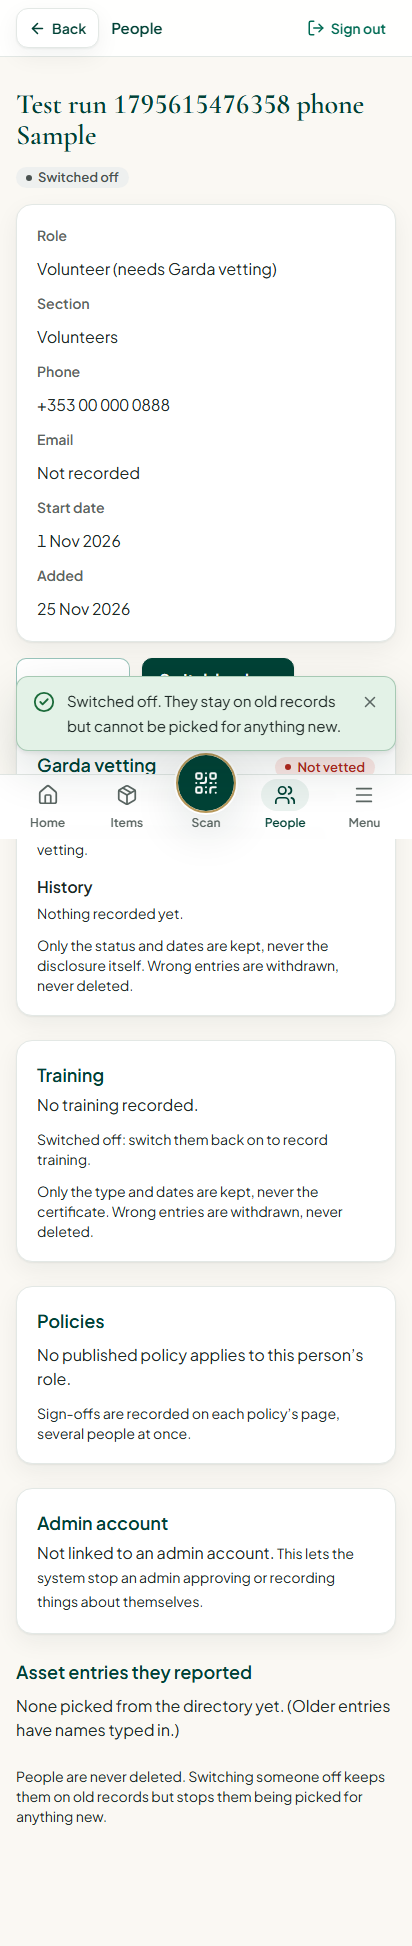 Back
People
Sign out
Test run 1795615476358 phone
Sample
Switched off
Role
Volunteer (needs Garda vetting)
Section
Volunteers
Phone
+353 00 000 0888
Email
Not recorded
Start date
1 Nov 2026
Added
25 Nov 2026
Switched off. They stay on old records
but cannot be picked for anything new.
Garda vetting
Not vetted
Home
Items
Scan
People
Menu
vetting.
History
Nothing recorded yet.
Only the status and dates are kept, never the
disclosure itself. Wrong entries are withdrawn,
never deleted.
Training
No training recorded.
Switched off: switch them back on to record
training.
Only the type and dates are kept, never the
certificate. Wrong entries are withdrawn, never
deleted.
Policies
No published policy applies to this person's
role.
Sign-offs are recorded on each policy's page,
several people at once.
Admin account
Not linked to an admin account. This lets the
system stop an admin approving or recording
things about themselves.
Asset entries they reported
None picked from the directory yet. (Older entries
have names typed in.)
People are never deleted. Switching someone off keeps
them on old records but stops them being picked for
anything new.